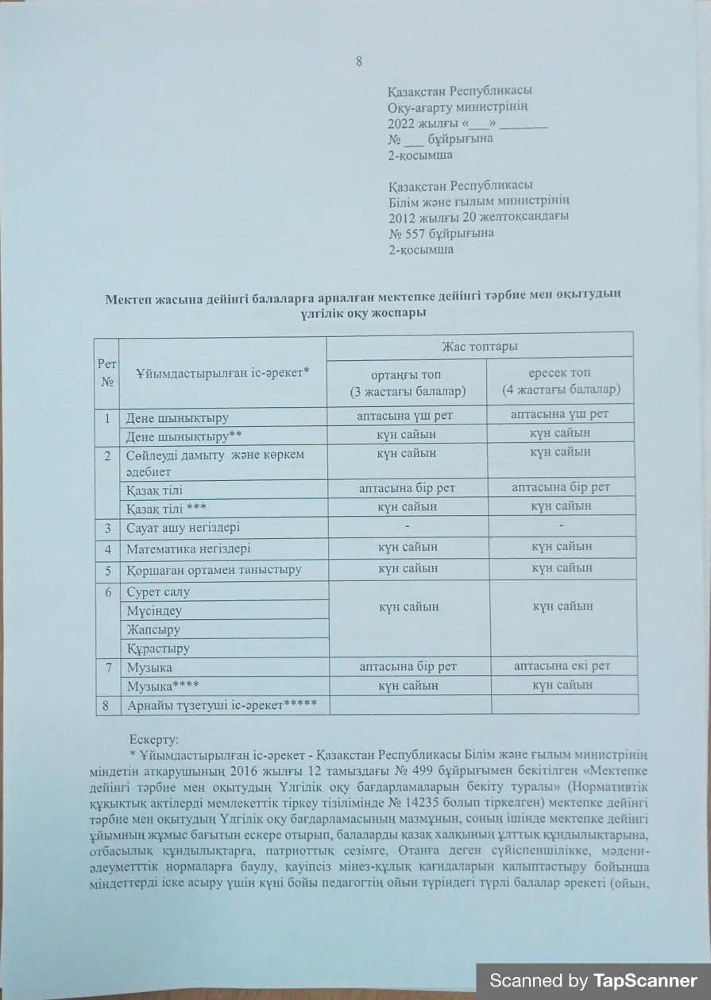 8
Қазақстан Республикасы
Оқу-ағарту министрінің
2022 жылғы «___» _______
№ ___ бұйрығына
2-қосымша
Қазақстан Республикасы
Білім және ғылым министрінің
2012 жылғы 20 желтоқсандағы
№ 557 бұйрығына
2-қосымша
Мектеп жасына дейінгі балаларға арналған мектепке дейінгі тәрбие мен оқытудың
үлгілік оқу жоспары
Рет № Ұйымдастырылған іс-әрекет* Жас топтары
ортаңғы топ ересек топ
(3 жастағы балалар) (4 жастағы балалар)
1 Дене шынықтыру аптасына үш рет аптасына үш рет
Дене шынықтыру** күн сайын күн сайын
2 Сөйлеуді дамыту және көркем күн сайын күн сайын
әдебиет
Қазақ тілі аптасына бір рет аптасына бір рет
Қазақ тілі *** күн сайын күн сайын
3 Сауат ашу негіздері - -
4 Математика негіздері күн сайын күн сайын
5 Қоршаған ортамен таныстыру күн сайын күн сайын
6 Сурет салу
Мүсіндеу күн сайын күн сайын
Жапсыру
Құрастыру
7 Музыка аптасына бір рет аптасына екі рет
Музыка**** күн сайын күн сайын
8 Арнайы түзетуші іс-әрекет*****
Ескерту:
* Ұйымдастырылған іс-әрекет - Қазақстан Республикасы Білім және ғылым министрінің
міндетін атқарушының 2016 жылғы 12 тамыздағы № 499 бұйрығымен бекітілген «Мектепке
дейінгі тәрбие мен оқытудың Үлгілік оқу бағдарламаларын бекіту туралы» (Нормативтік
құқықтық актілерді мемлекеттік тіркеу тізілімінде № 14235 болып тіркелген) мектепке дейінгі
тәрбие мен оқытудың Үлгілік оқу бағдарламасының мазмұнын, соның ішінде мектепке дейінгі
ұйымның жұмыс бағытын ескере отырып, балаларды қазақ халқының ұлттық құндылықтарына,
отбасылық құндылықтарға, патриоттық сезімге, Отанға деген сүйіспеншілікке, мәдени-
әлеуметттік нормаларға баулу, қауіпсіз мінез-құлық қағидаларын қалыптастыру бойынша
міндеттерді іске асыру үшін күні бойы педагогтің ойын түріндегі түрлі балалар әрекеті (ойын,
Scanned by TapScanner